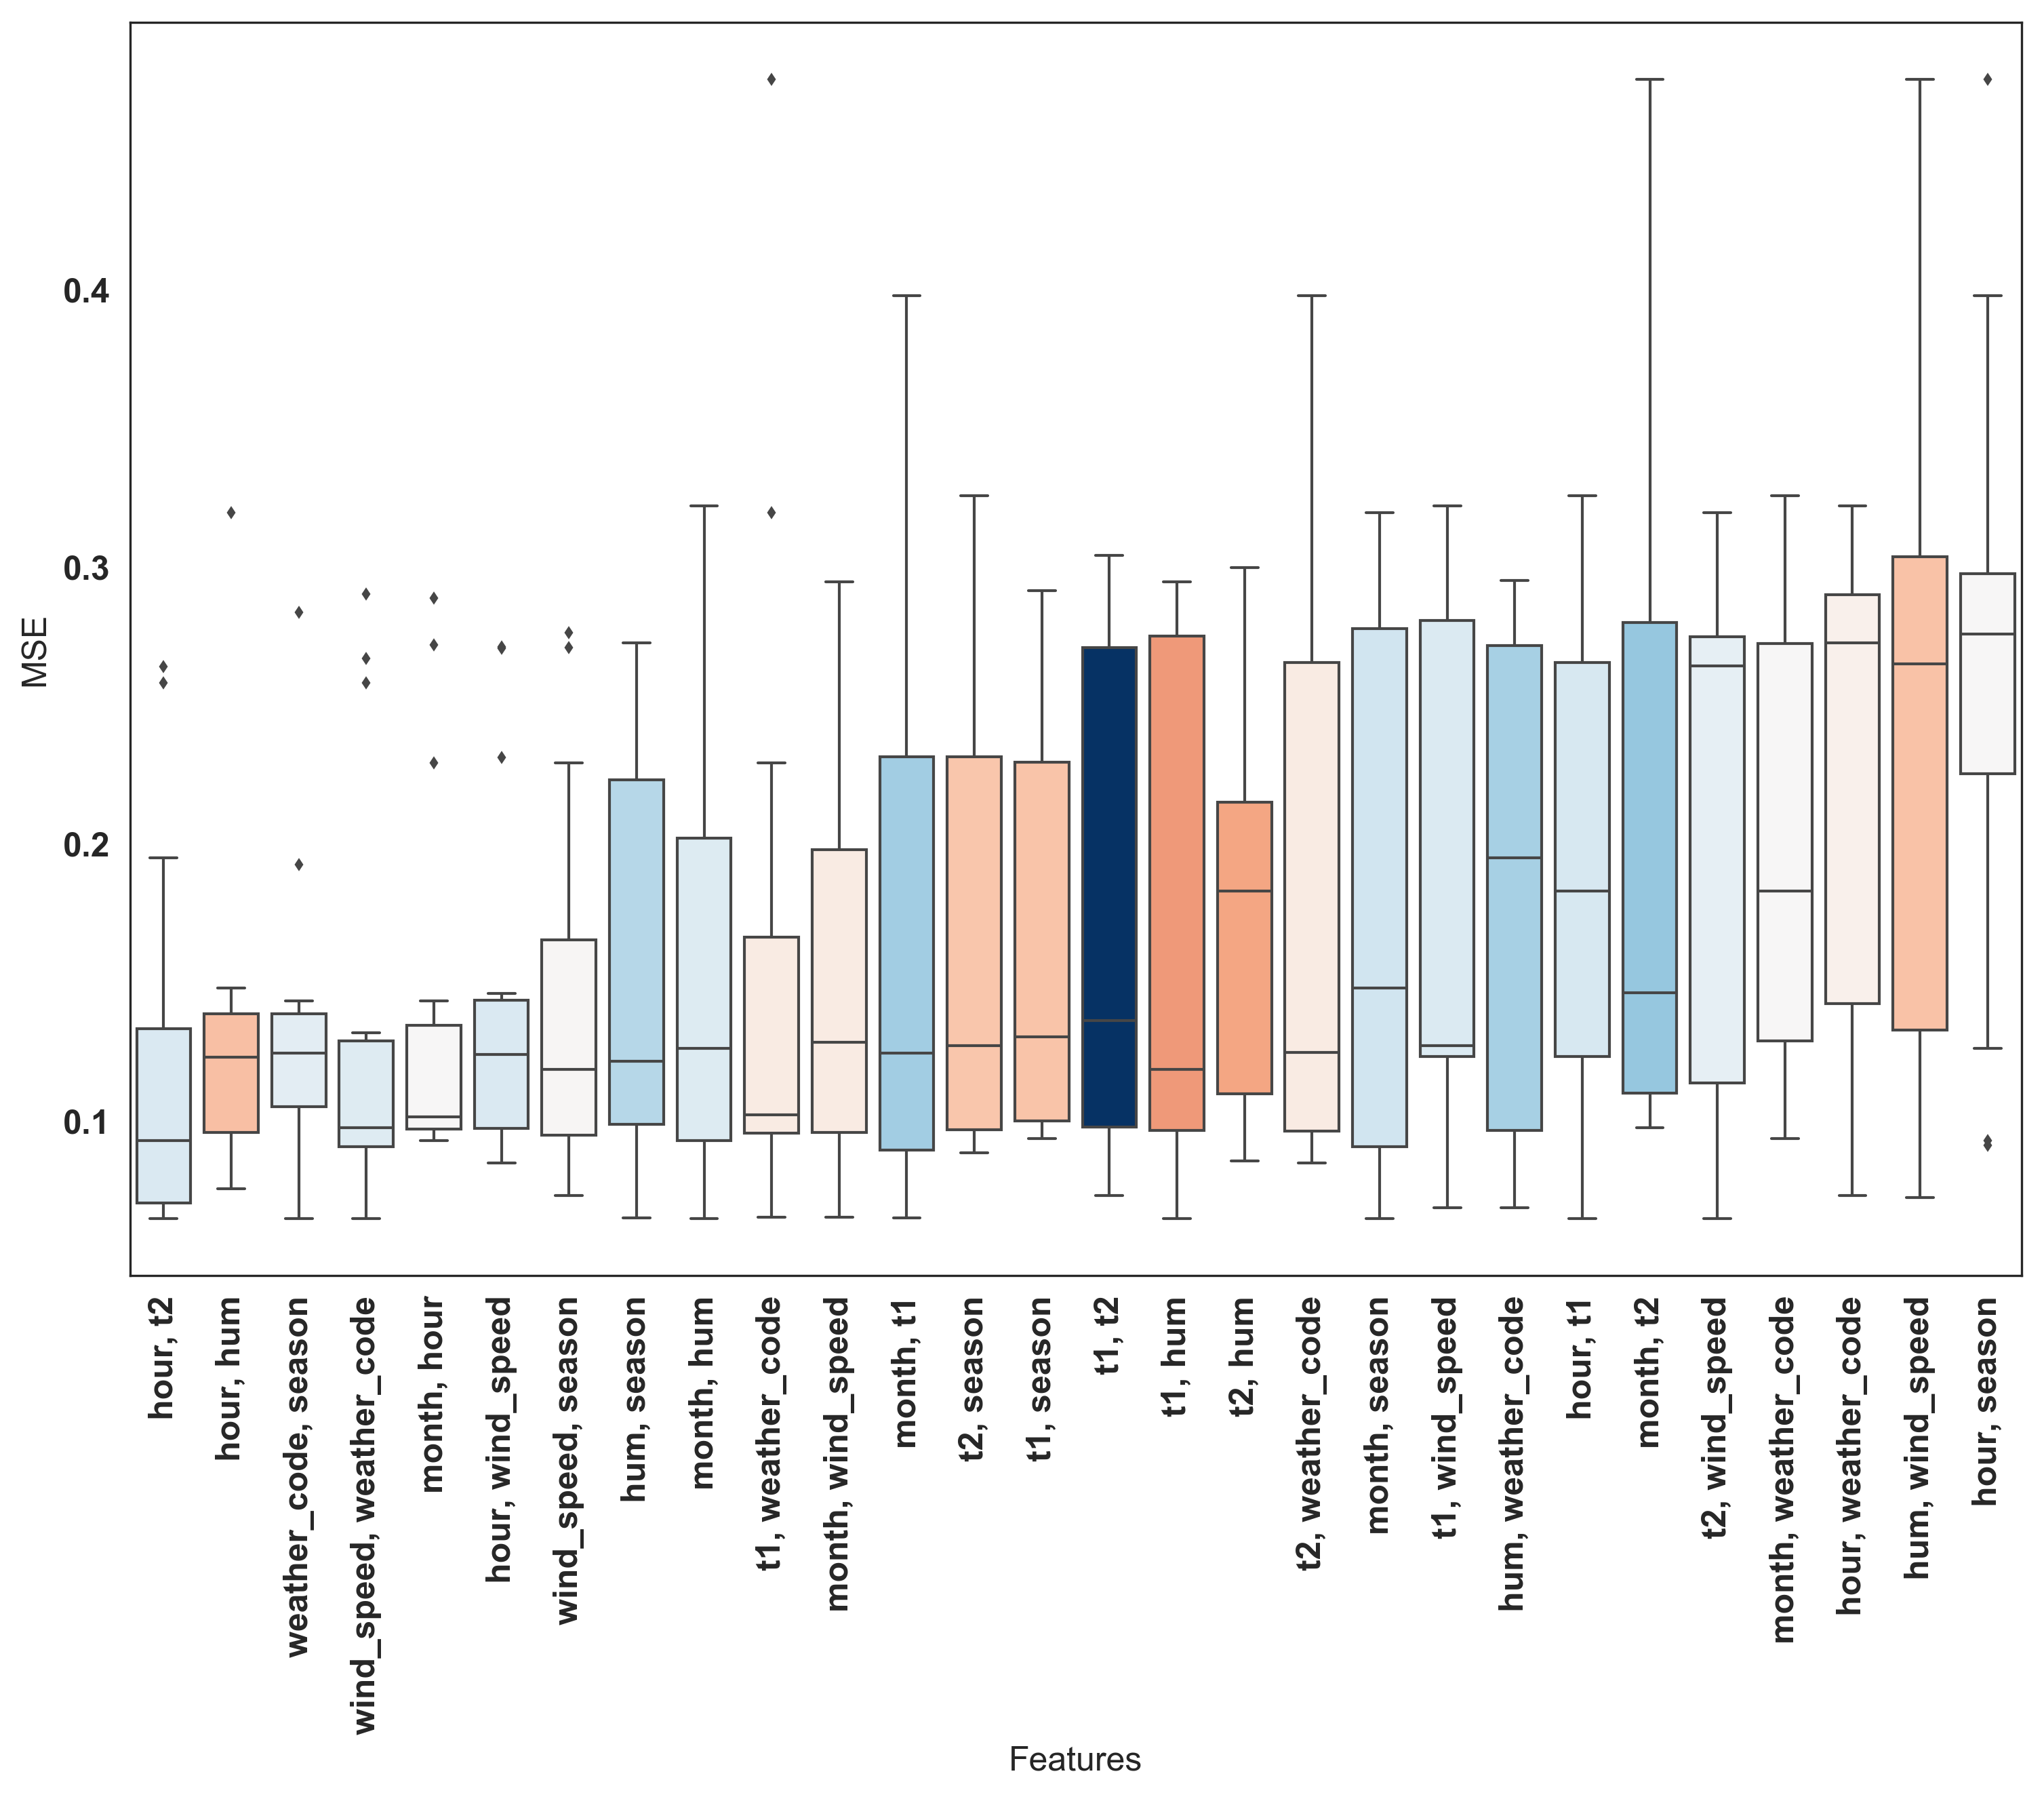 MSE
0.4
0.3
0.2
0.1
hour, t2
hour, hum
weather_code, season
wind_speed, weather_code
month, hour
hour, wind_speed
wind_speed, season
hum, season
month, hum
t1, weather_code
month, wind_speed
month, t1
t2, season
t1, season
t1, t2
t1, hum
t2, hum
t2, weather_code
month, season
t1, wind_speed
hum, weather_code
hour, t1
month, t2
t2, wind_speed
month, weather_code
hour, weather_code
hum, wind_speed
hour, season
Features